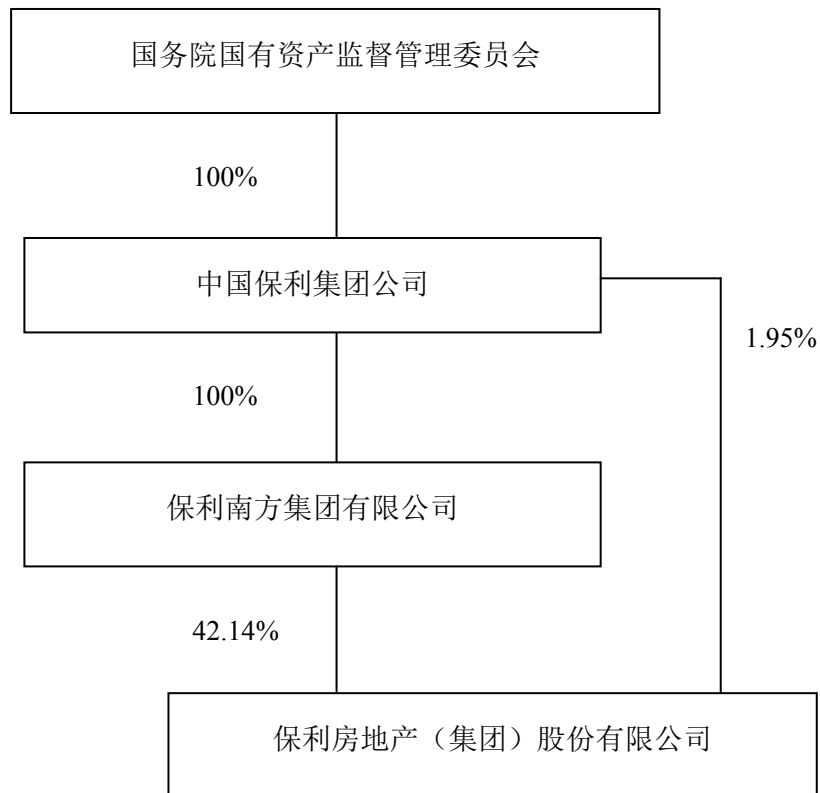 国务院国有资产监督管理委员会
100%
中国保利集团公司
1.95%
100%
保利南方集团有限公司
42.14%
保利房地产（集团）股份有限公司